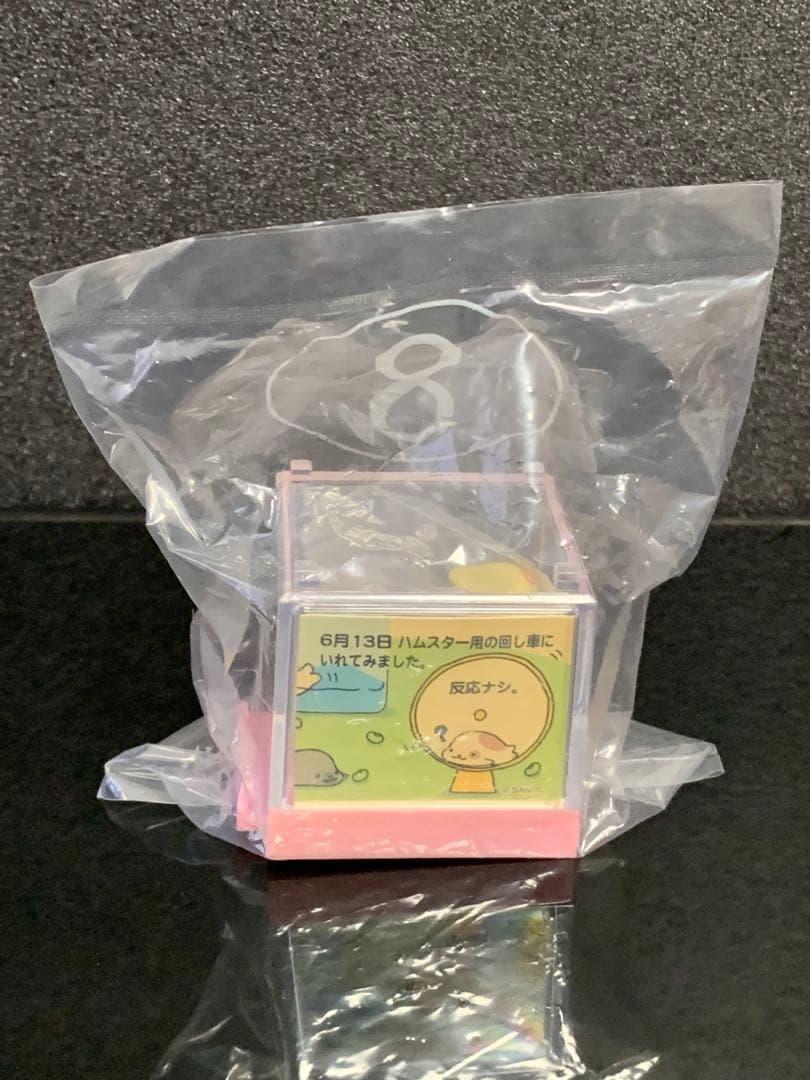 8
6月13日 ハムスター用の回し車に
いれてみました。
反応ナシ。
?